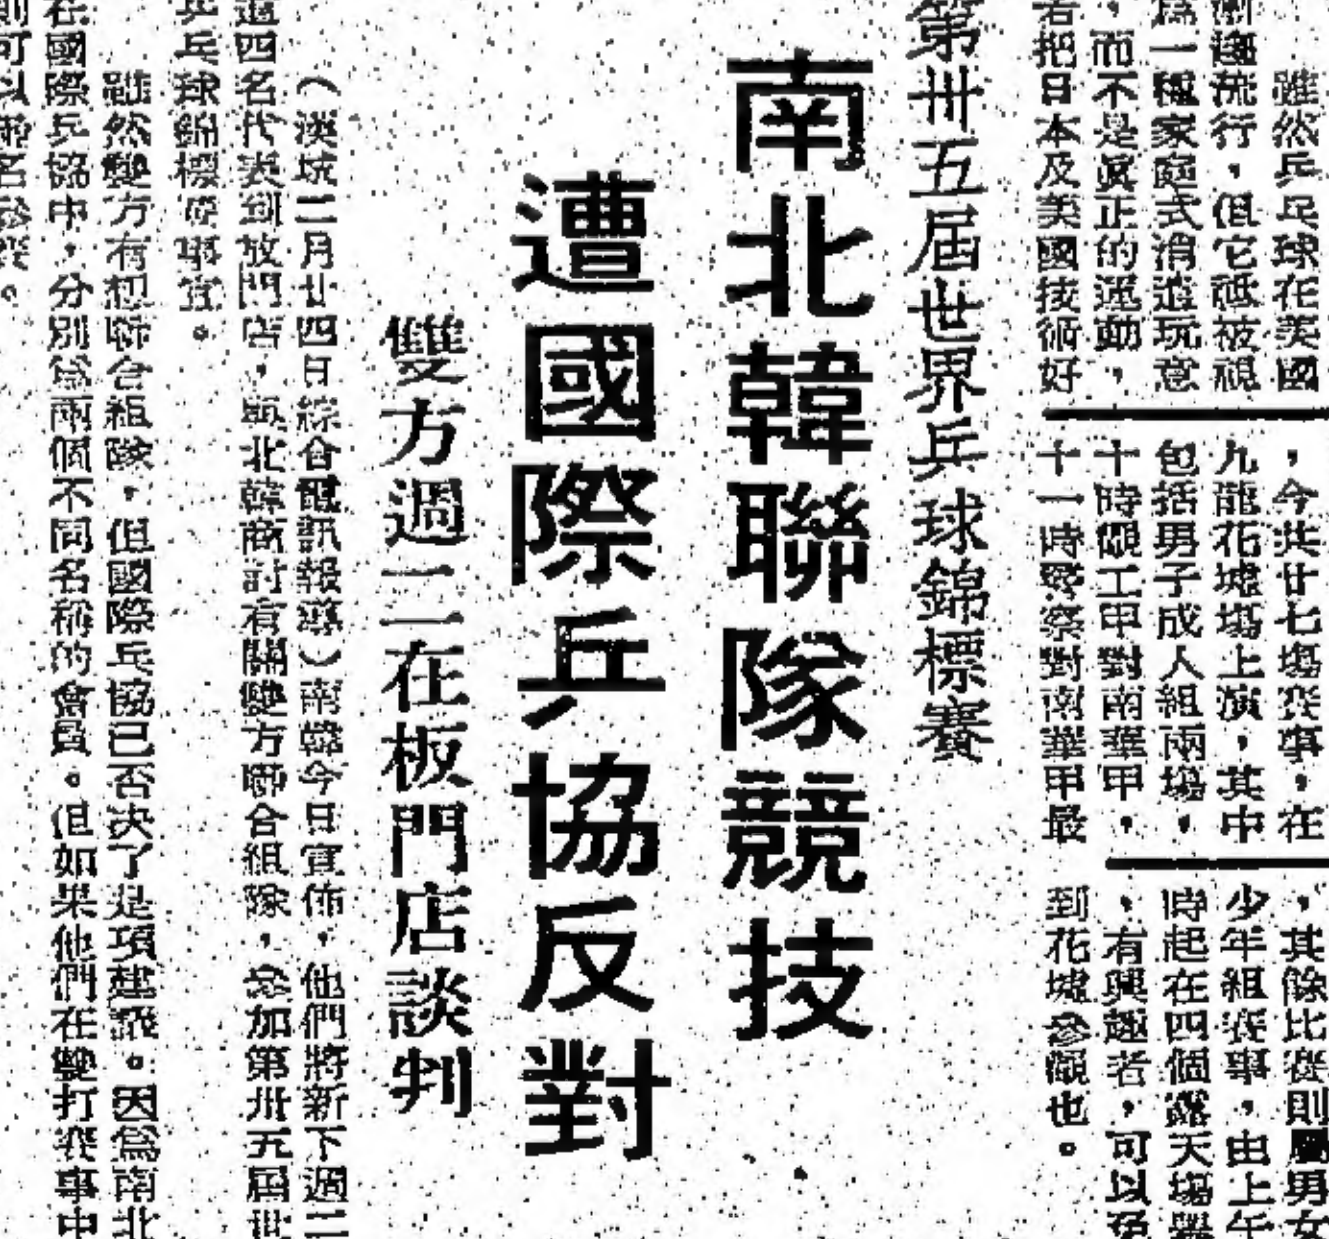 雖然乒乓球在美國
漸趨流行,但它祗被視
爲一種家庭式消遣玩意
,而不是眞正的運動,
者把日本及美國技術好
,今共廿七塲賽事,在
九龍花墟塲上演,其中
包括男子成人組兩塲,
十時觀工甲對南華甲,
十一時警察對南華甲最
,其餘比賽則屬男女
少年組賽事,由上午
時起在四個露天塲舉
,有興趣者,可以免
到花墟參觀也。
第卅五屆世界乒球錦標賽
南北韓聯隊競技
遭國際乒協反對
雙方週二在板門店談判
(漢城二月廿四日綜合電訊報導)南韓今日宣佈,他們將新下週二
遣四名代表到板門店,與北韓商討有關雙方聯合組隊,參加第卅五屆世
乒乓球錦標賽事宜。
雖然雙方有想聯合組隊,但國際乒協已否決了是項建議。因爲南北
在國際乒協中,分別爲兩個不同名稱的會員。但如果他們在雙打賽事中
則可以聯名參賽。